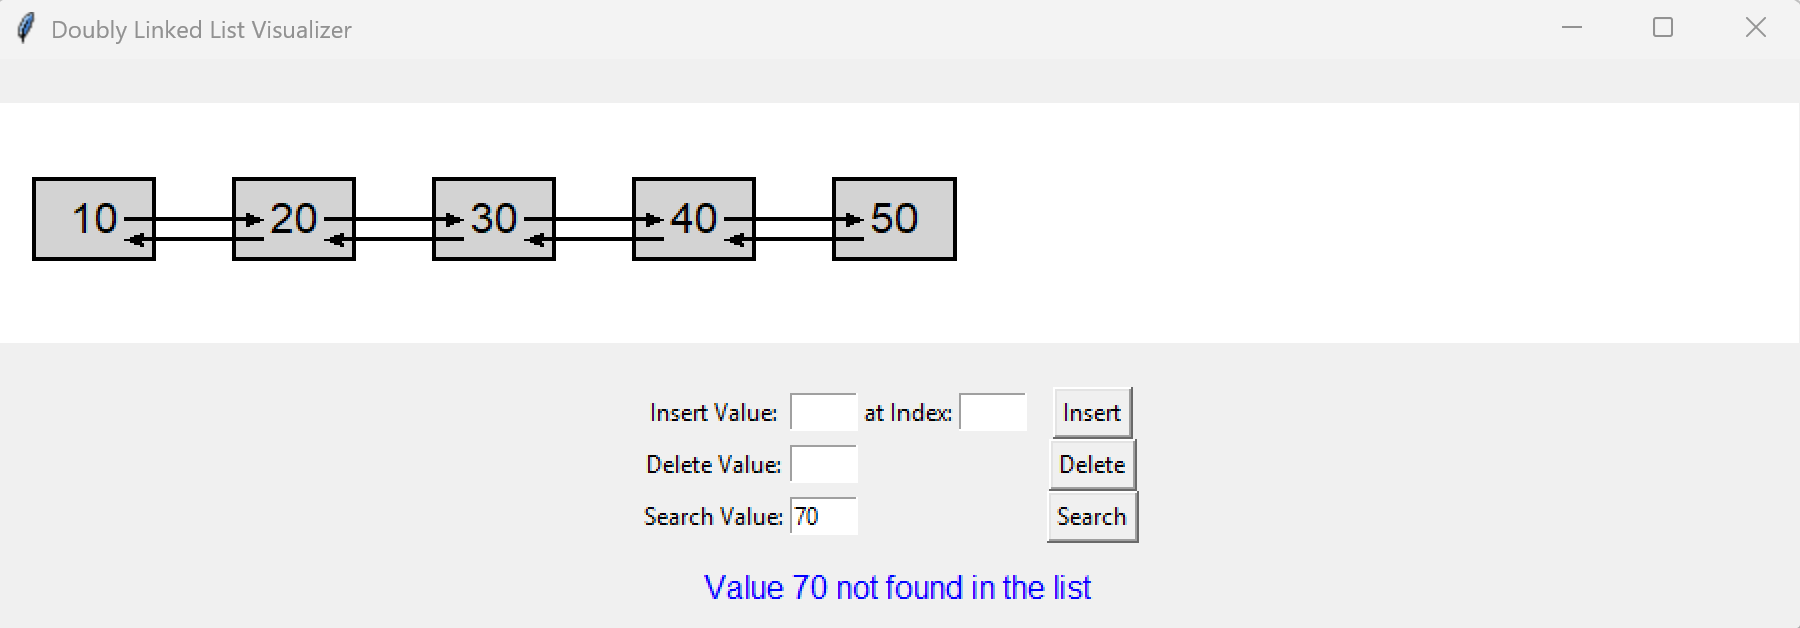 Doubly Linked List Visualizer
10 20 30 40 50
Insert Value: at Index: Insert
Delete Value: Delete
Search Value: 70 Search
Value 70 not found in the list